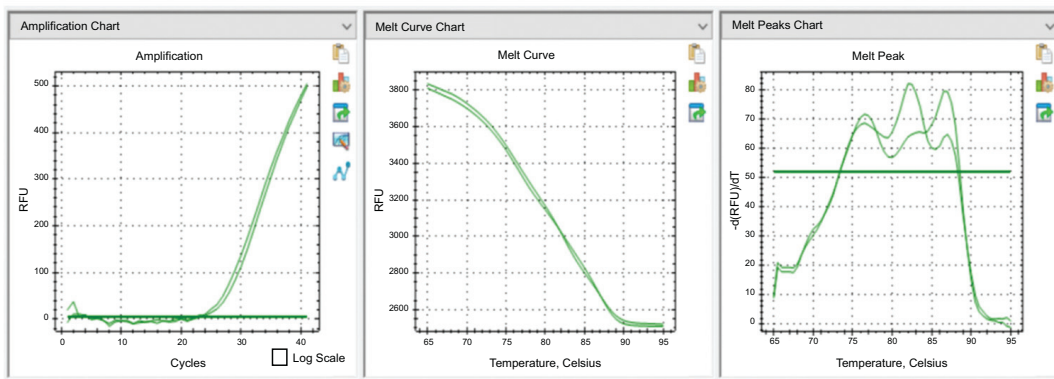 Amplification Chart
Amplification
500
400
300
200
100
0
RFU
0 10 20 30 40
Cycles
Log Scale
Melt Curve Chart
Melt Curve
3800
3600
3400
3200
3000
2800
2600
RFU
65 70 75 80 85 90 95
Temperature, Celsius
Melt Peaks Chart
Melt Peak
80
70
60
50
40
30
20
10
0
-d(RFU)/dT
65 70 75 80 85 90 95
Temperature, Celsius